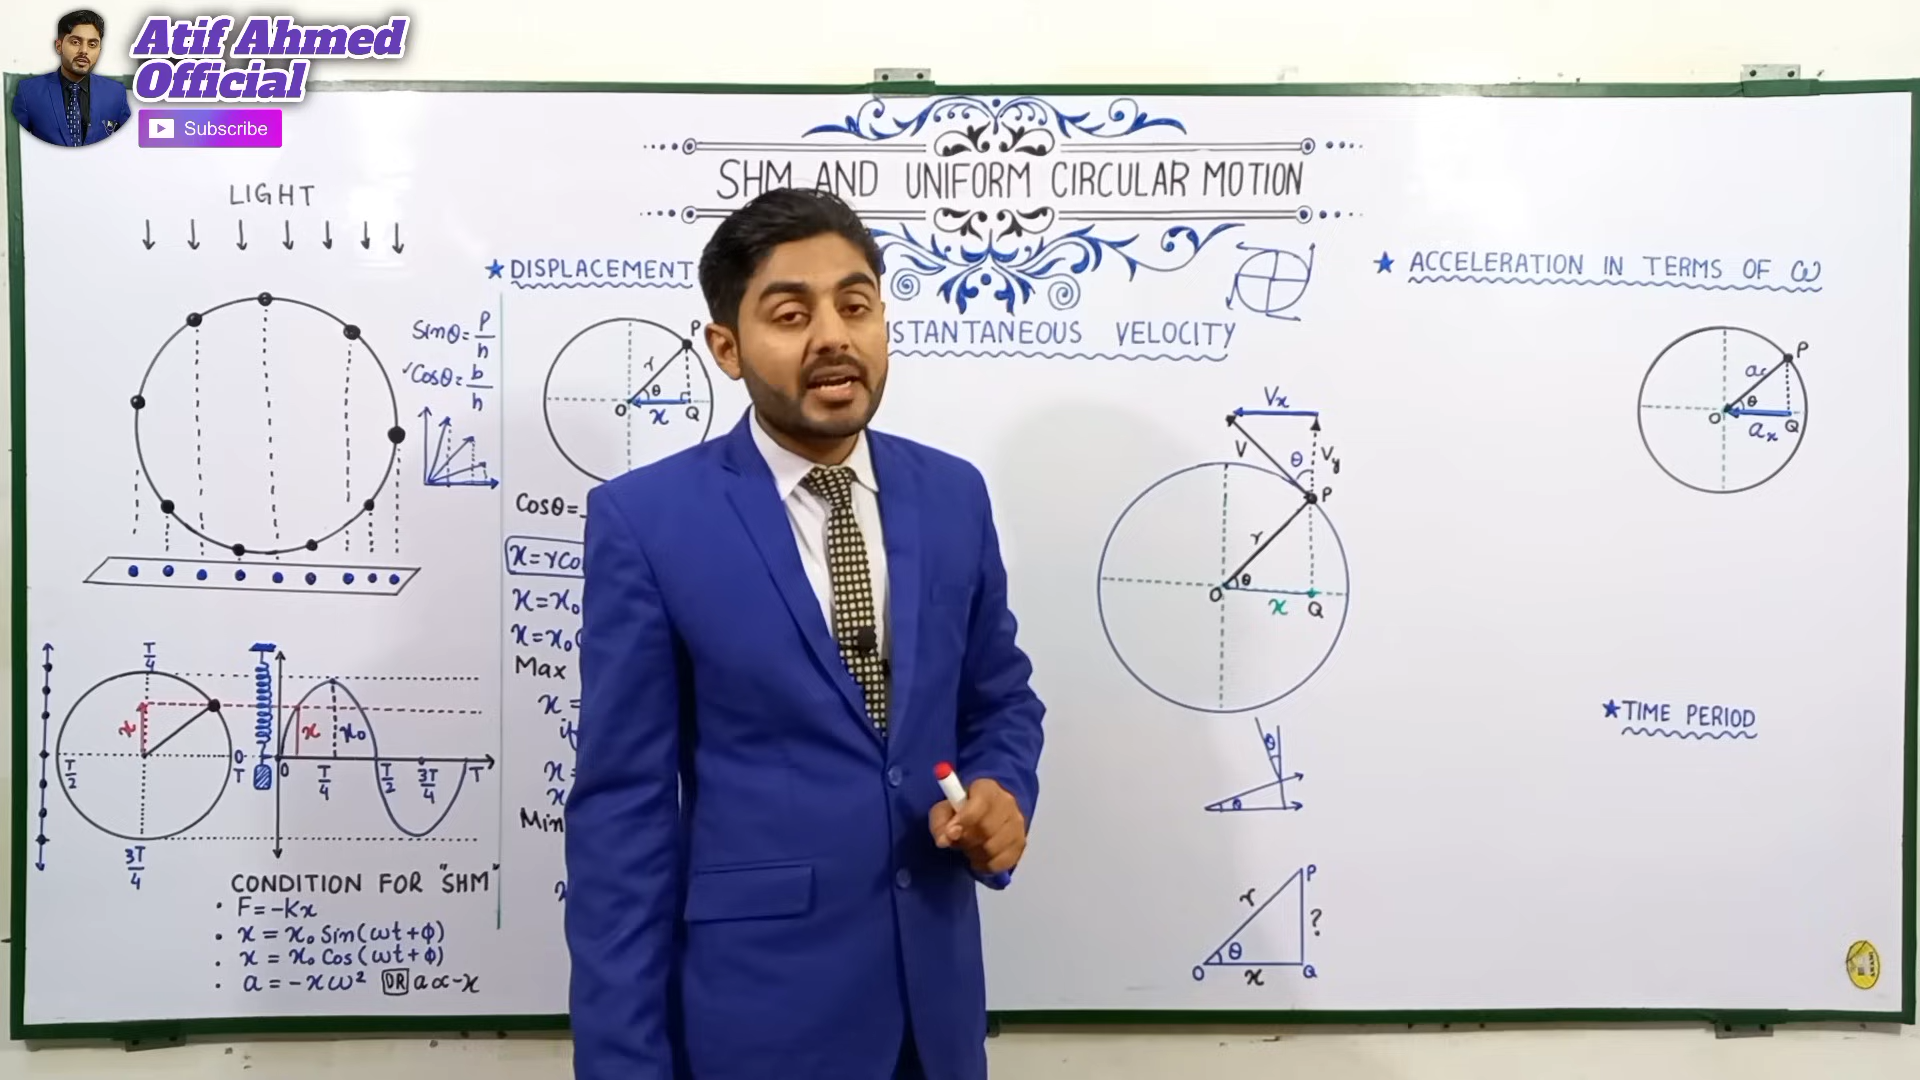 Atif Ahmed
Official
Subscribe
SHM AND UNIFORM CIRCULAR MOTION
LIGHT
Sinθ = P/h
✓Cosθ = b/h
T/4
x
T/2
0
T
3T/4
x
x₀
0
T/4
T/2
3T/4
T
CONDITION FOR "SHM"
• F = -Kx
• x = x₀ Sin(ωt+ϕ)
• x = x₀ Cos(ωt+ϕ)
• a = -xω² OR a ∝ -x
★ DISPLACEMENT
P
r
θ
O
x
Q
Cosθ =
x = r Co
x = x₀
x = x₀
Max
x =
Min
STANTANEOUS VELOCITY
Vx
V
θ
Vy
P
r
θ
O
x
Q
θ
θ
P
r
?
θ
O
x
Q
★ ACCELERATION IN TERMS OF ω
P
ac
θ
O
ax
Q
★ TIME PERIOD